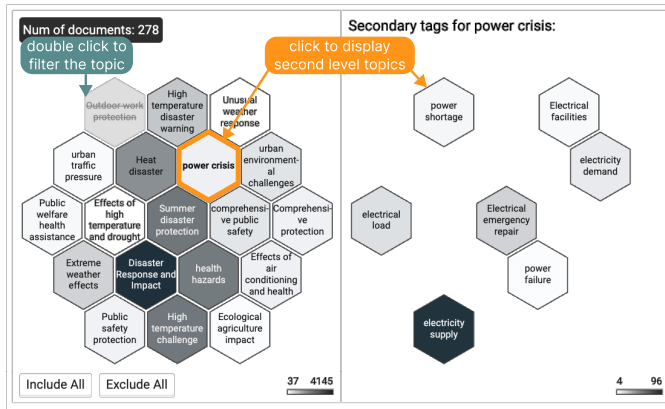 Num of documents: 278
double click to
filter the topic
click to display
second level topics
Outdoor work
protection
High
temperature
disaster
warning
Unusual
weather
response
urban
traffic
pressure
Heat
disaster
power crisis
urban
environment-
al
challenges
Public
welfare
health
assistance
Effects of
high
temperature
and drought
Summer
disaster
protection
comprehensi-
ve public
safety
Comprehensi-
ve
protection
Extreme
weather
effects
Disaster
Response and
Impact
health
hazards
Effects of
air
conditioning
and health
Public
safety
protection
High
temperature
challenge
Ecological
agriculture
impact
Include All
Exclude All
37 4145
Secondary tags for power crisis:
power
shortage
Electrical
facilities
electricity
demand
electrical
load
Electrical
emergency
repair
power
failure
electricity
supply
4 96